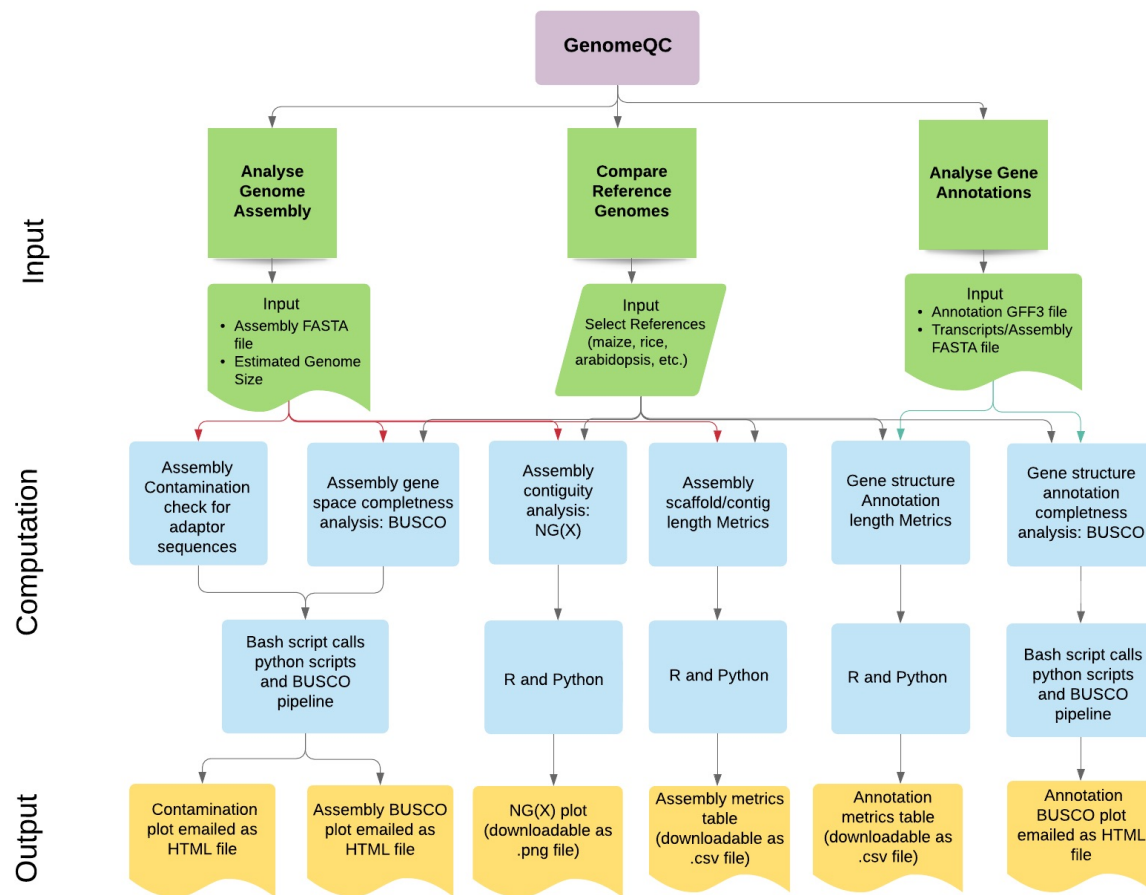 GenomeQC
Input
Analyse
Genome
Assembly
Compare
Reference
Genomes
Analyse Gene
Annotations
Input
• Assembly FASTA
file
• Estimated Genome
Size
Input
Select References
(maize, rice,
arabidopsis, etc.)
Input
• Annotation GFF3 file
• Transcripts/Assembly
FASTA file
Computation
Assembly
Contamination
check for
adaptor
sequences
Assembly gene
space completness
analysis: BUSCO
Assembly
contiguity
analysis:
NG(X)
Assembly
scaffold/contig
length Metrics
Gene structure
Annotation
length Metrics
Gene structure
annotation
completness
analysis: BUSCO
Bash script calls
python scripts
and BUSCO
pipeline
R and Python
R and Python
R and Python
Bash script calls
python scripts
and BUSCO
pipeline
Output
Contamination
plot emailed as
HTML file
Assembly BUSCO
plot emailed as
HTML file
NG(X) plot
(downloadable as
.png file)
Assembly metrics
table
(downloadable as
.csv file)
Annotation
metrics table
(downloadable as
.csv file)
Annotation
BUSCO plot
emailed as HTML
file